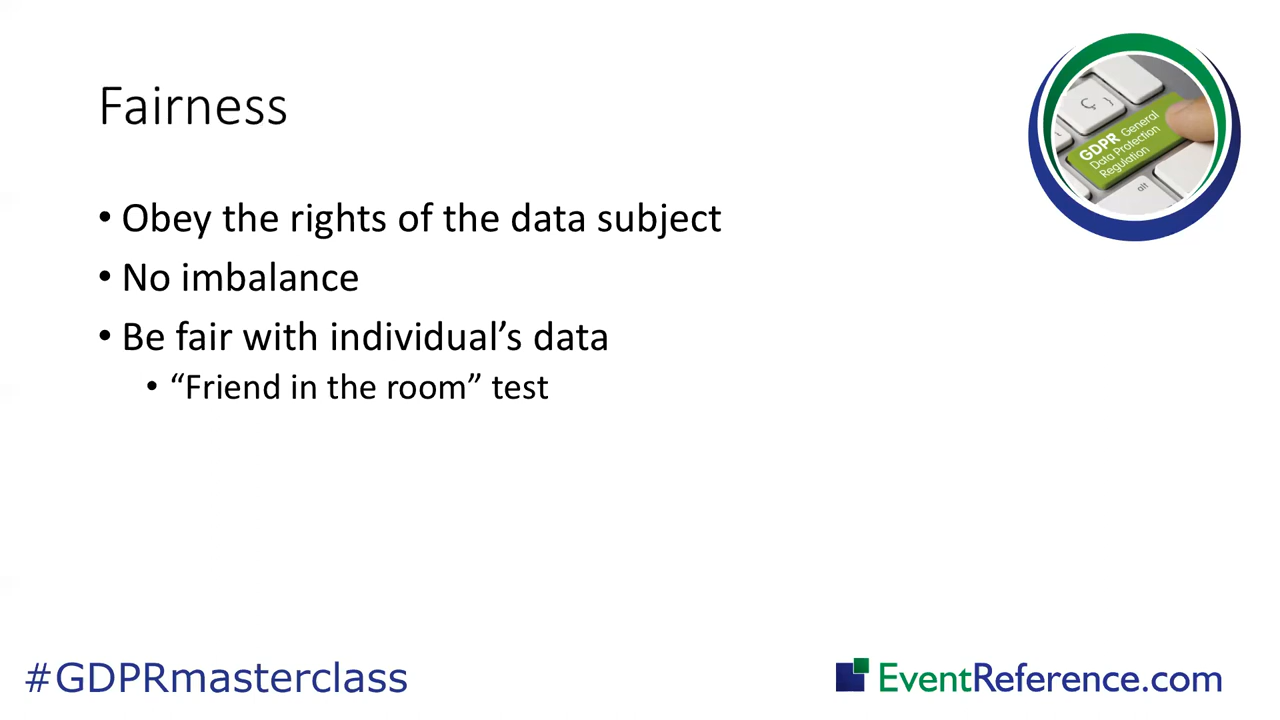 Fairness
GDPR General
Data Protection
Regulation
alt
• Obey the rights of the data subject
• No imbalance
• Be fair with individual’s data
• “Friend in the room” test
#GDPRmasterclass
EventReference.com